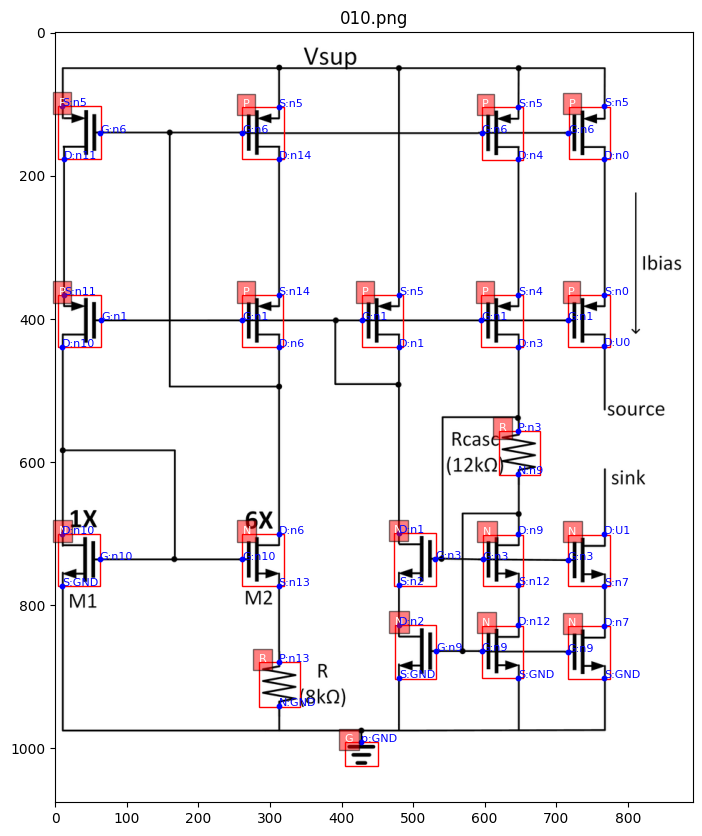 010.png
Vsup
P S:n5
G:n6
D:n11
P S:n5
G:n6
D:n14
P S:n5
G:n6
D:n4
P S:n5
G:n6
D:n0
Ibias
P S:n11
G:n1
D:n10
P S:n14
G:n1
D:n6
P S:n5
G:n1
D:n1
P S:n4
G:n1
D:n3
P S:n0
G:n1
D:U0
source
R P:n3
Rcasc
(12kΩ)
N:n9
sink
1X
N D:n10
G:n10
S:GND
M1
6X
N D:n6
G:n10
S:n13
M2
N D:n1
G:n3
S:n2
N D:n9
G:n3
S:n12
N D:U1
G:n3
S:n7
N D:n2
G:n9
S:GND
N D:n12
G:n9
S:GND
N D:n7
G:n9
S:GND
R P:n13
R
(8kΩ)
N:GND
G p:GND
0
200
400
600
800
1000
0 100 200 300 400 500 600 700 800